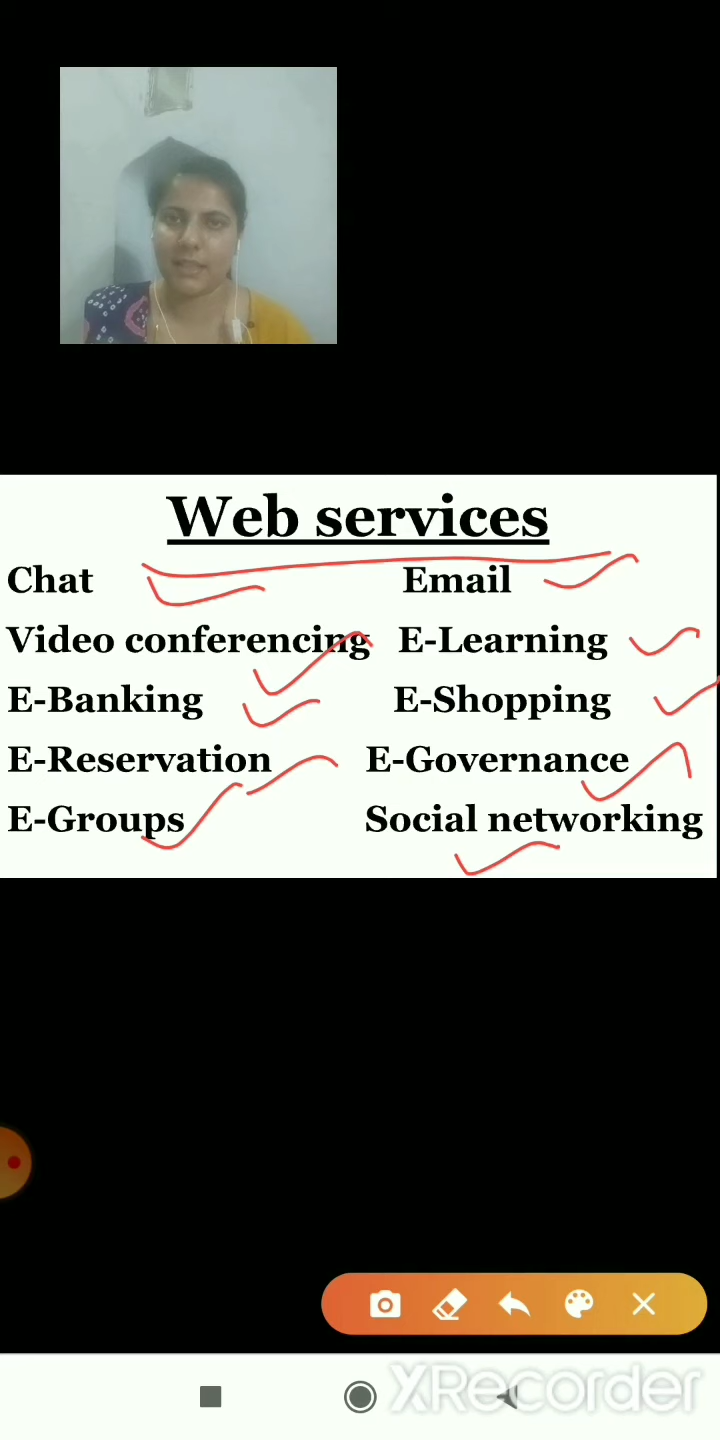 Web services
Chat Email
Video conferencing E-Learning
E-Banking E-Shopping
E-Reservation E-Governance
E-Groups Social networking
XRecorder